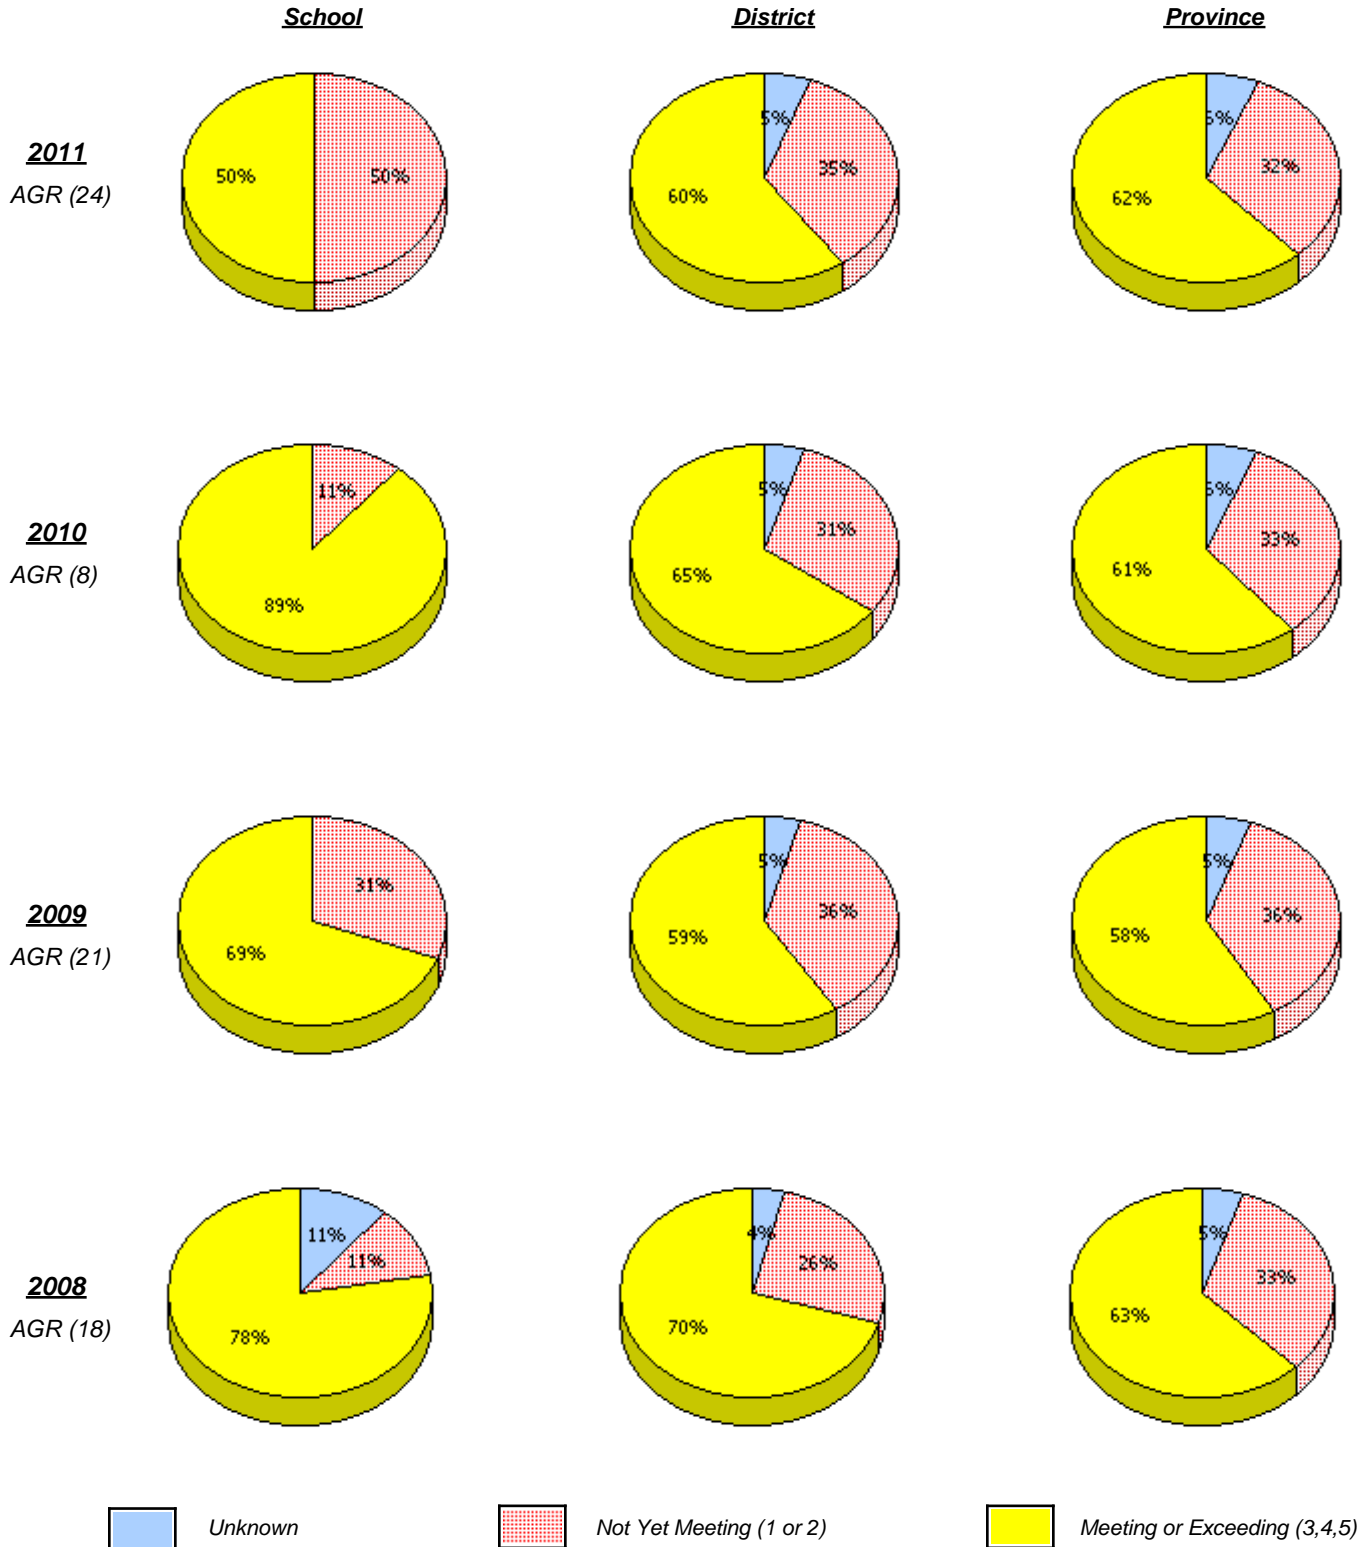 School District Province
2011
AGR (24)
50% 50%
5% 35% 60%
6% 32% 62%
2010
AGR (8)
11% 89%
5% 31% 65%
6% 33% 61%
2009
AGR (21)
31% 69%
5% 36% 59%
5% 36% 58%
2008
AGR (18)
11% 11% 78%
4% 26% 70%
5% 33% 63%
Unknown Not Yet Meeting (1 or 2) Meeting or Exceeding (3,4,5)